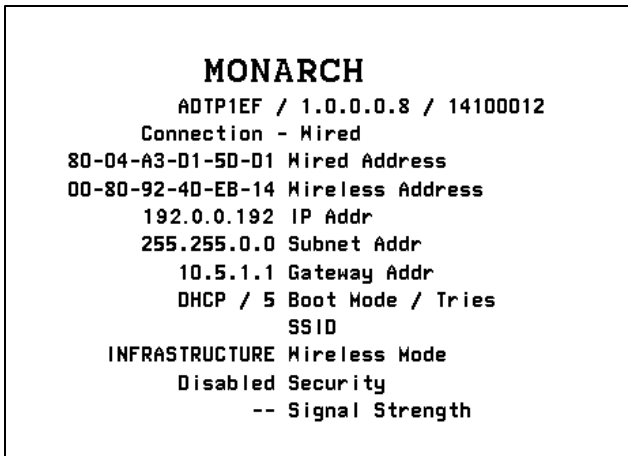 MONARCH
ADTP1EF / 1.0.0.0.8 / 14100012
Connection - Wired
80-04-A3-D1-5D-D1 Wired Address
00-80-92-4D-EB-14 Wireless Address
192.0.0.192 IP Addr
255.255.0.0 Subnet Addr
10.5.1.1 Gateway Addr
DHCP / 5 Boot Mode / Tries
SSID
INFRASTRUCTURE Wireless Mode
Disabled Security
-- Signal Strength